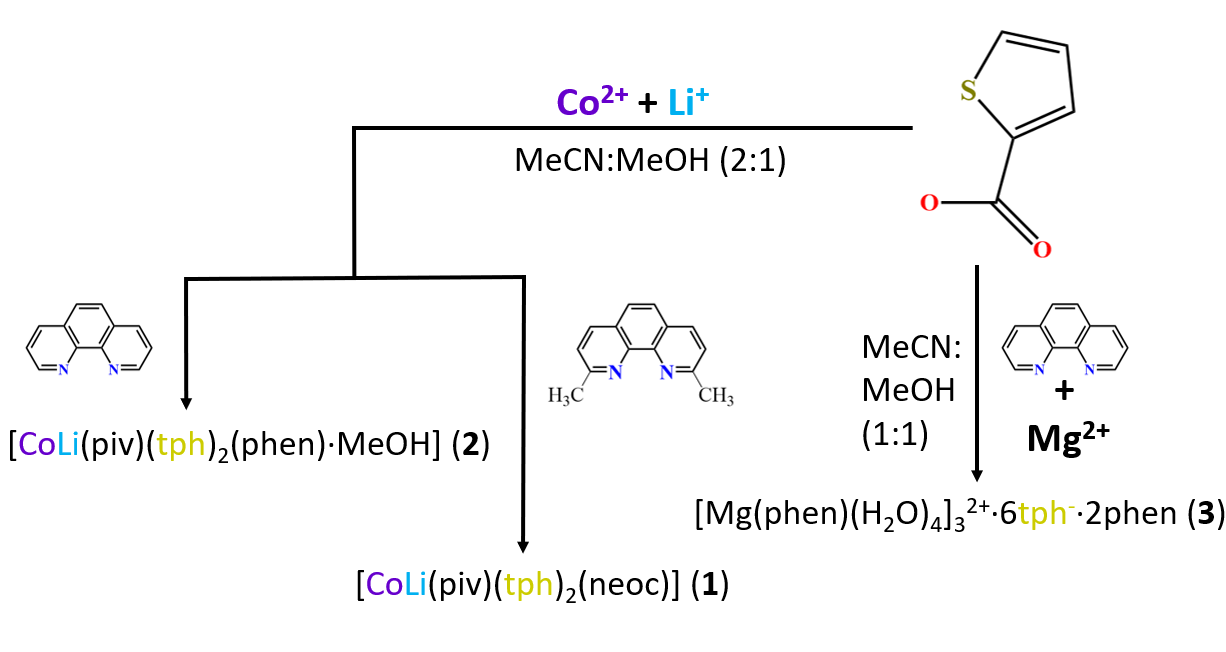 Co²⁺ + Li⁺
MeCN:MeOH (2:1)
S
O
O
N N
N N
H₃C CH₃
MeCN:
MeOH
(1:1)
N N
+
Mg²⁺
[CoLi(piv)(tph)₂(phen)·MeOH] (2)
[Mg(phen)(H₂O)₄]₃²⁺·6tph⁻·2phen (3)
[CoLi(piv)(tph)₂(neoc)] (1)